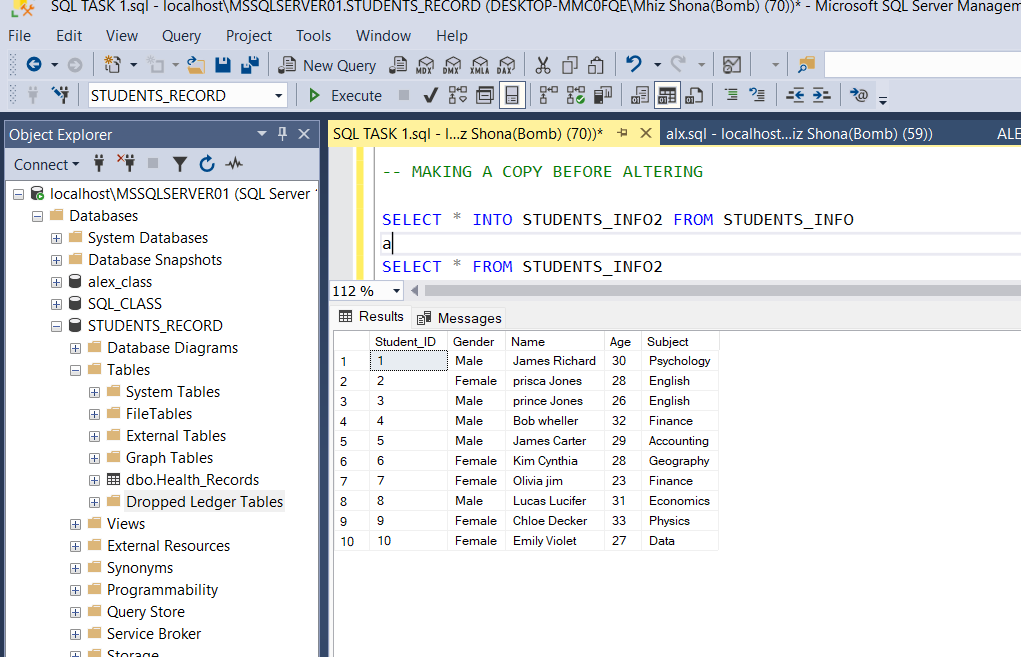 SQL TASK 1.sql - localhost\MSSQLSERVER01.STUDENTS_RECORD (DESKTOP-MMC0FQE\Mhiz Shona(Bomb) (70))* - Microsoft SQL Server Managem
File Edit View Query Project Tools Window Help
New Query MDX DMX XMLA DAX
STUDENTS_RECORD Execute
Object Explorer
Connect
localhost\MSSQLSERVER01 (SQL Server
Databases
System Databases
Database Snapshots
alex_class
SQL_CLASS
STUDENTS_RECORD
Database Diagrams
Tables
System Tables
FileTables
External Tables
Graph Tables
dbo.Health_Records
Dropped Ledger Tables
Views
External Resources
Synonyms
Programmability
Query Store
Service Broker
Storage
SQL TASK 1.sql - l...z Shona(Bomb) (70))* alx.sql - localhost...iz Shona(Bomb) (59)) ALE
-- MAKING A COPY BEFORE ALTERING
SELECT * INTO STUDENTS_INFO2 FROM STUDENTS_INFO
a
SELECT * FROM STUDENTS_INFO2
112 %
Results Messages
Student_ID Gender Name Age Subject
1 1 Male James Richard 30 Psychology
2 2 Female prisca Jones 28 English
3 3 Male prince Jones 26 English
4 4 Male Bob wheller 32 Finance
5 5 Male James Carter 29 Accounting
6 6 Female Kim Cynthia 28 Geography
7 7 Female Olivia jim 23 Finance
8 8 Male Lucas Lucifer 31 Economics
9 9 Female Chloe Decker 33 Physics
10 10 Female Emily Violet 27 Data